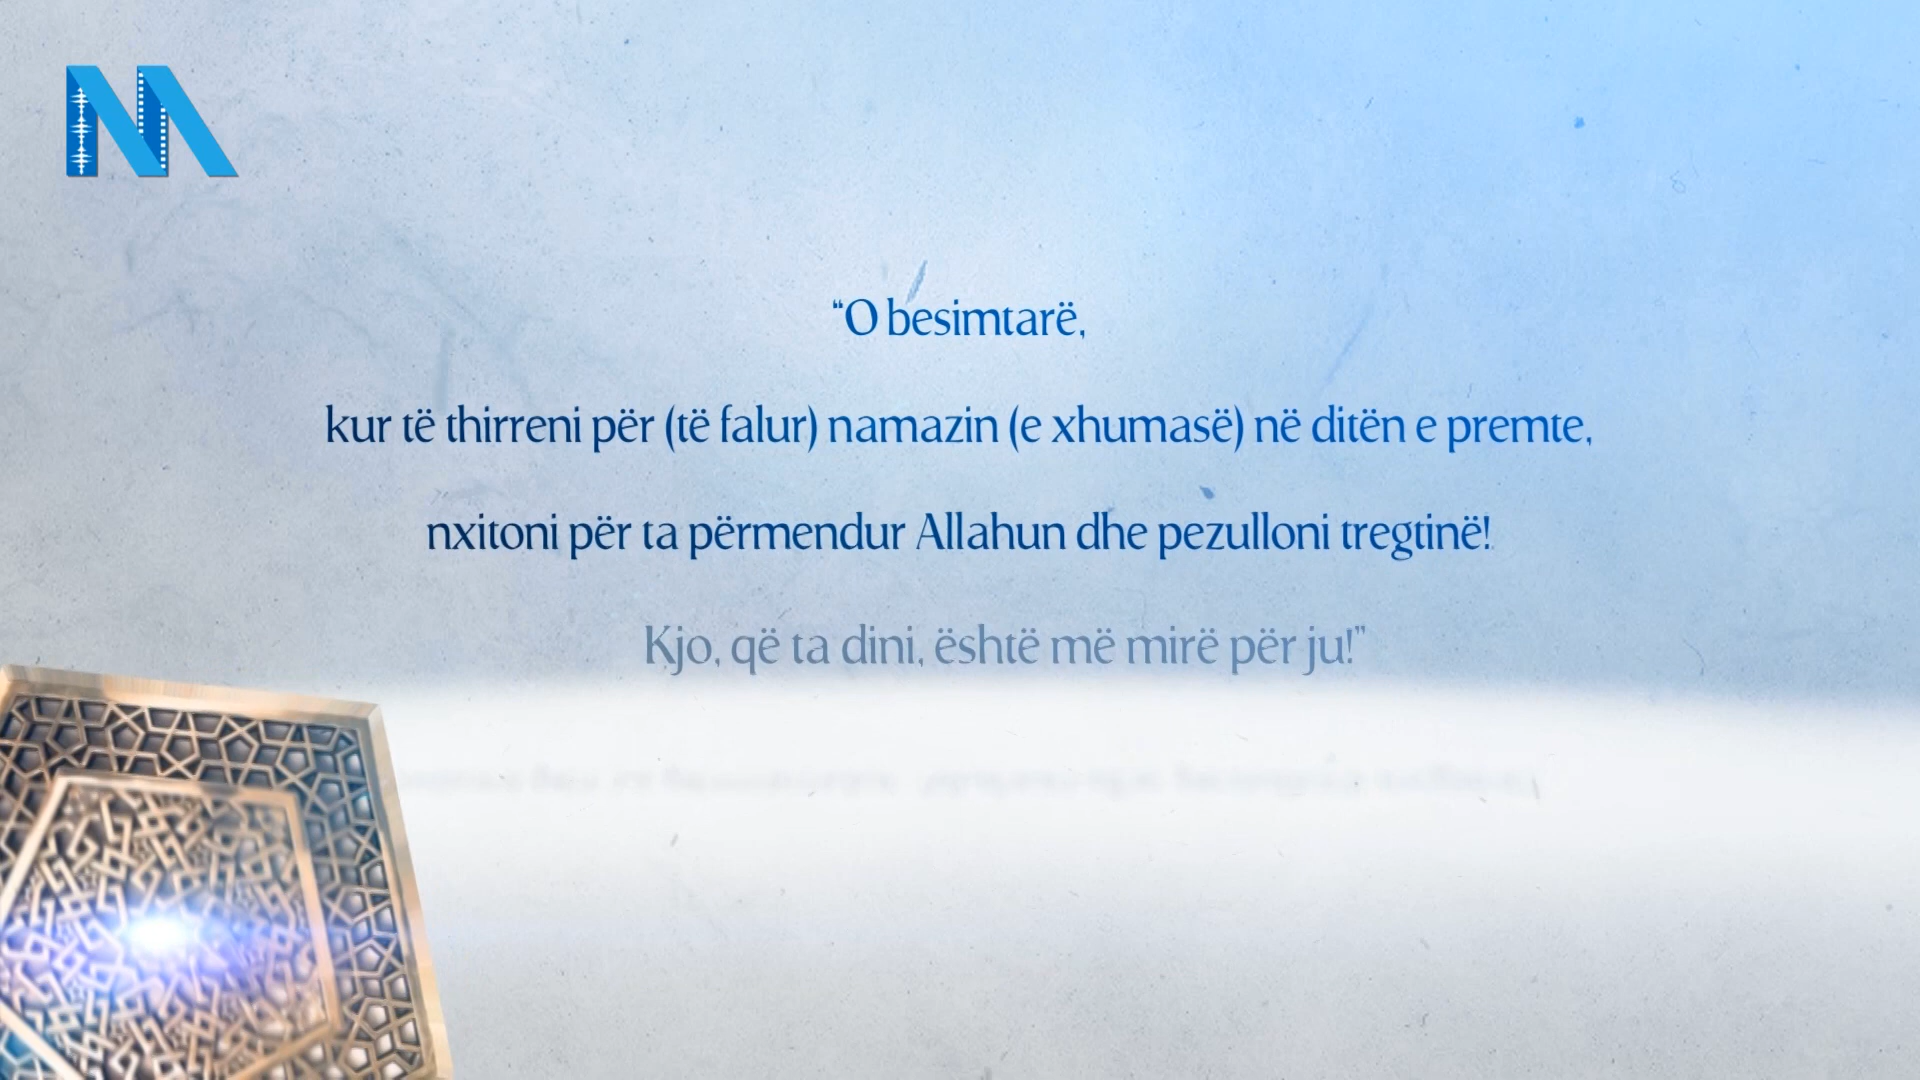 “O besimtarë,
kur të thirreni për (të falur) namazin (e xhumasë) në ditën e premte,
nxitoni për ta përmendur Allahun dhe pezulloni tregtinë!
Kjo, që ta dini, është më mirë për ju!”